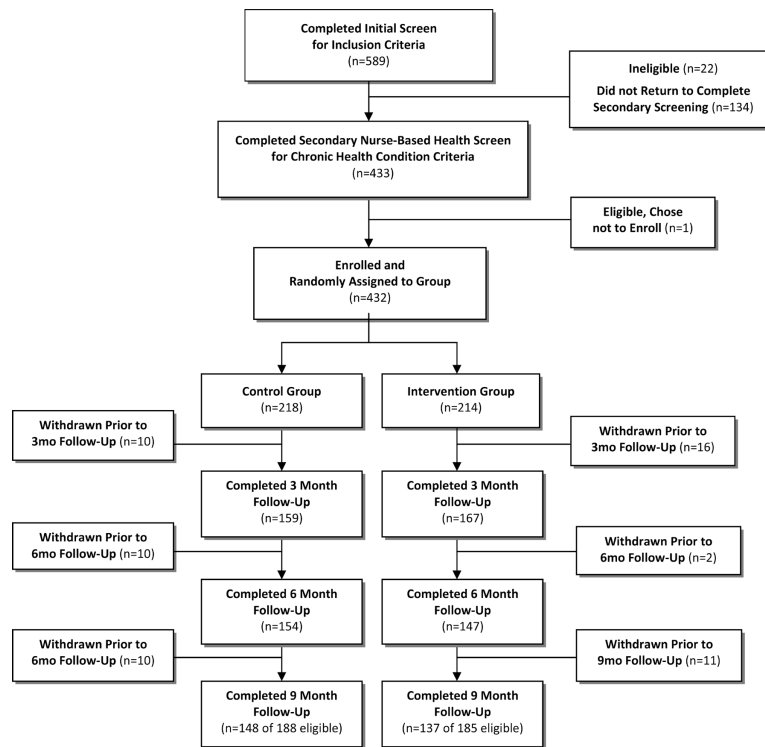 Completed Initial Screen
for Inclusion Criteria
(n=589)
Ineligible (n=22)
Did not Return to Complete
Secondary Screening (n=134)
Completed Secondary Nurse-Based Health Screen
for Chronic Health Condition Criteria
(n=433)
Eligible, Chose
not to Enroll (n=1)
Enrolled and
Randomly Assigned to Group
(n=432)
Control Group
(n=218)
Intervention Group
(n=214)
Withdrawn Prior to
3mo Follow-Up (n=10)
Withdrawn Prior to
3mo Follow-Up (n=16)
Completed 3 Month
Follow-Up
(n=159)
Completed 3 Month
Follow-Up
(n=167)
Withdrawn Prior to
6mo Follow-Up (n=10)
Withdrawn Prior to
6mo Follow-Up (n=2)
Completed 6 Month
Follow-Up
(n=154)
Completed 6 Month
Follow-Up
(n=147)
Withdrawn Prior to
6mo Follow-Up (n=10)
Withdrawn Prior to
9mo Follow-Up (n=11)
Completed 9 Month
Follow-Up
(n=148 of 188 eligible)
Completed 9 Month
Follow-Up
(n=137 of 185 eligible)